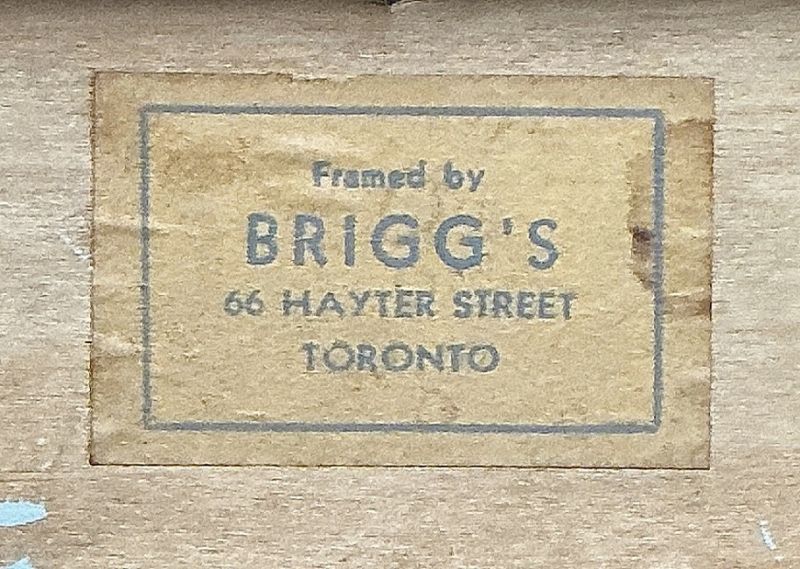 Framed by
BRIGG'S
66 HAYTER STREET
TORONTO